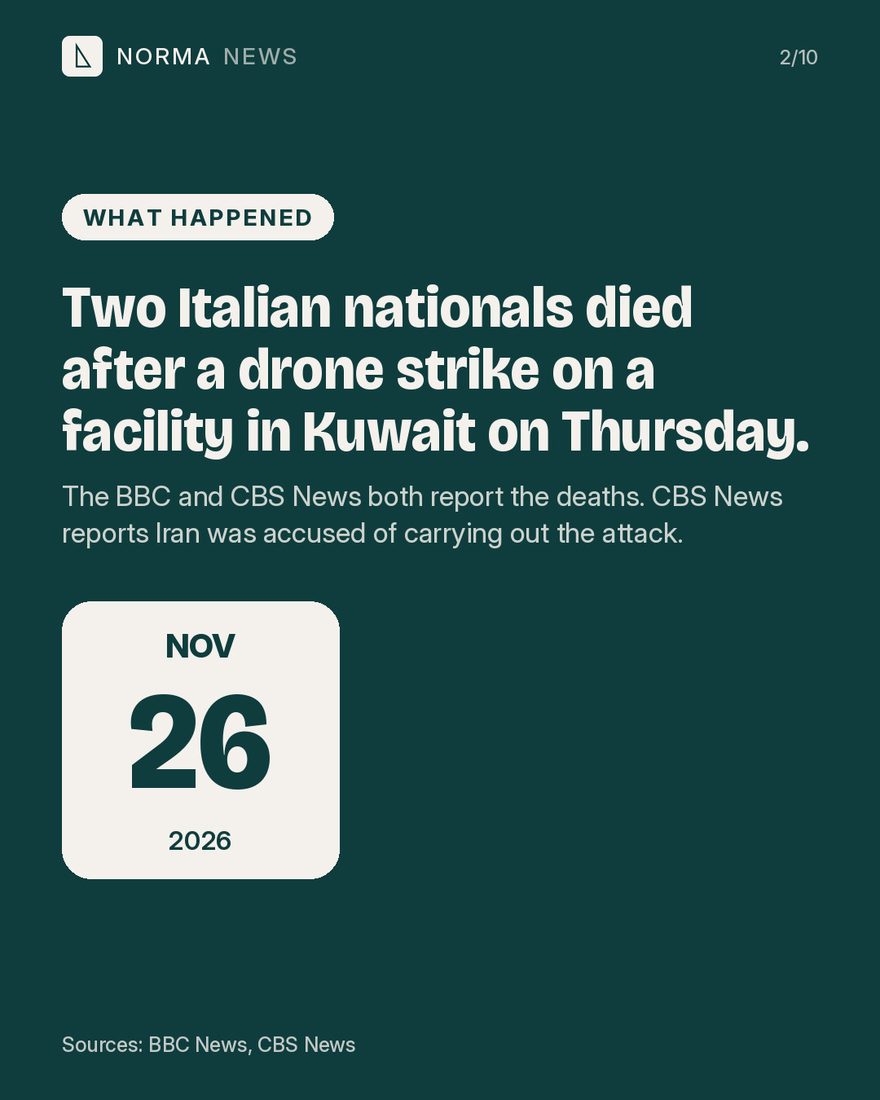 NORMA NEWS
2/10
WHAT HAPPENED
Two Italian nationals died
after a drone strike on a
facility in Kuwait on Thursday.
The BBC and CBS News both report the deaths. CBS News
reports Iran was accused of carrying out the attack.
NOV
26
2026
Sources: BBC News, CBS News